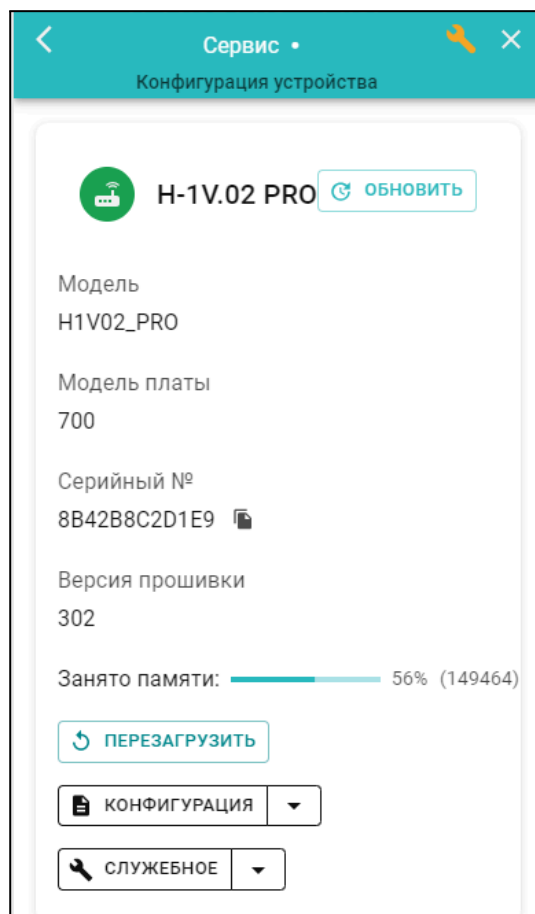 Сервис •
Конфигурация устройства
H-1V.02 PRO ОБНОВИТЬ
Модель
H1V02_PRO
Модель платы
700
Серийный №
8B42B8C2D1E9
Версия прошивки
302
Занято памяти: 56% (149464)
ПЕРЕЗАГРУЗИТЬ
КОНФИГУРАЦИЯ
СЛУЖЕБНОЕ